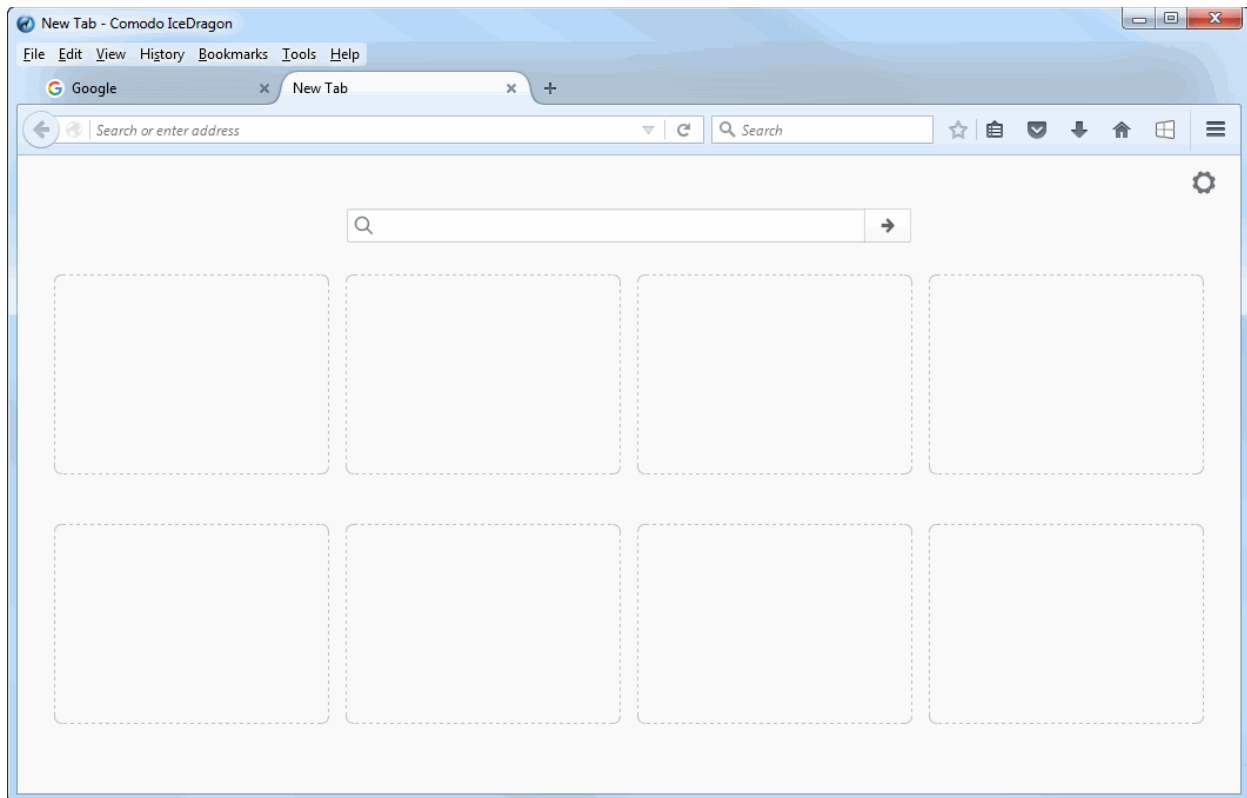 New Tab - Comodo IceDragon
File Edit View History Bookmarks Tools Help
Google New Tab
Search or enter address Search